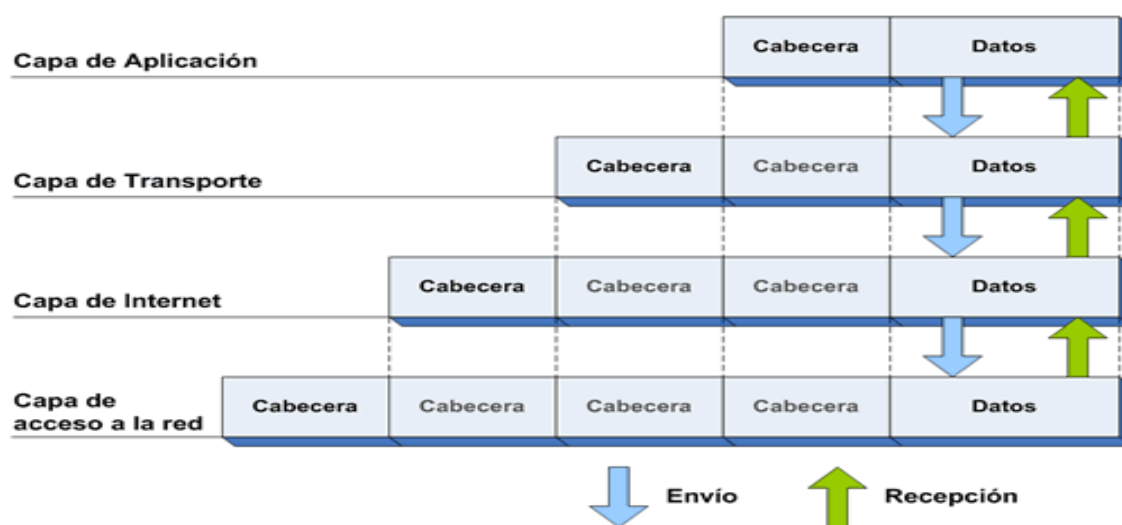 Capa de Aplicación
Cabecera
Datos
Capa de Transporte
Cabecera
Cabecera
Datos
Capa de Internet
Cabecera
Cabecera
Cabecera
Datos
Capa de
acceso a la red
Cabecera
Cabecera
Cabecera
Cabecera
Datos
Envío
Recepción